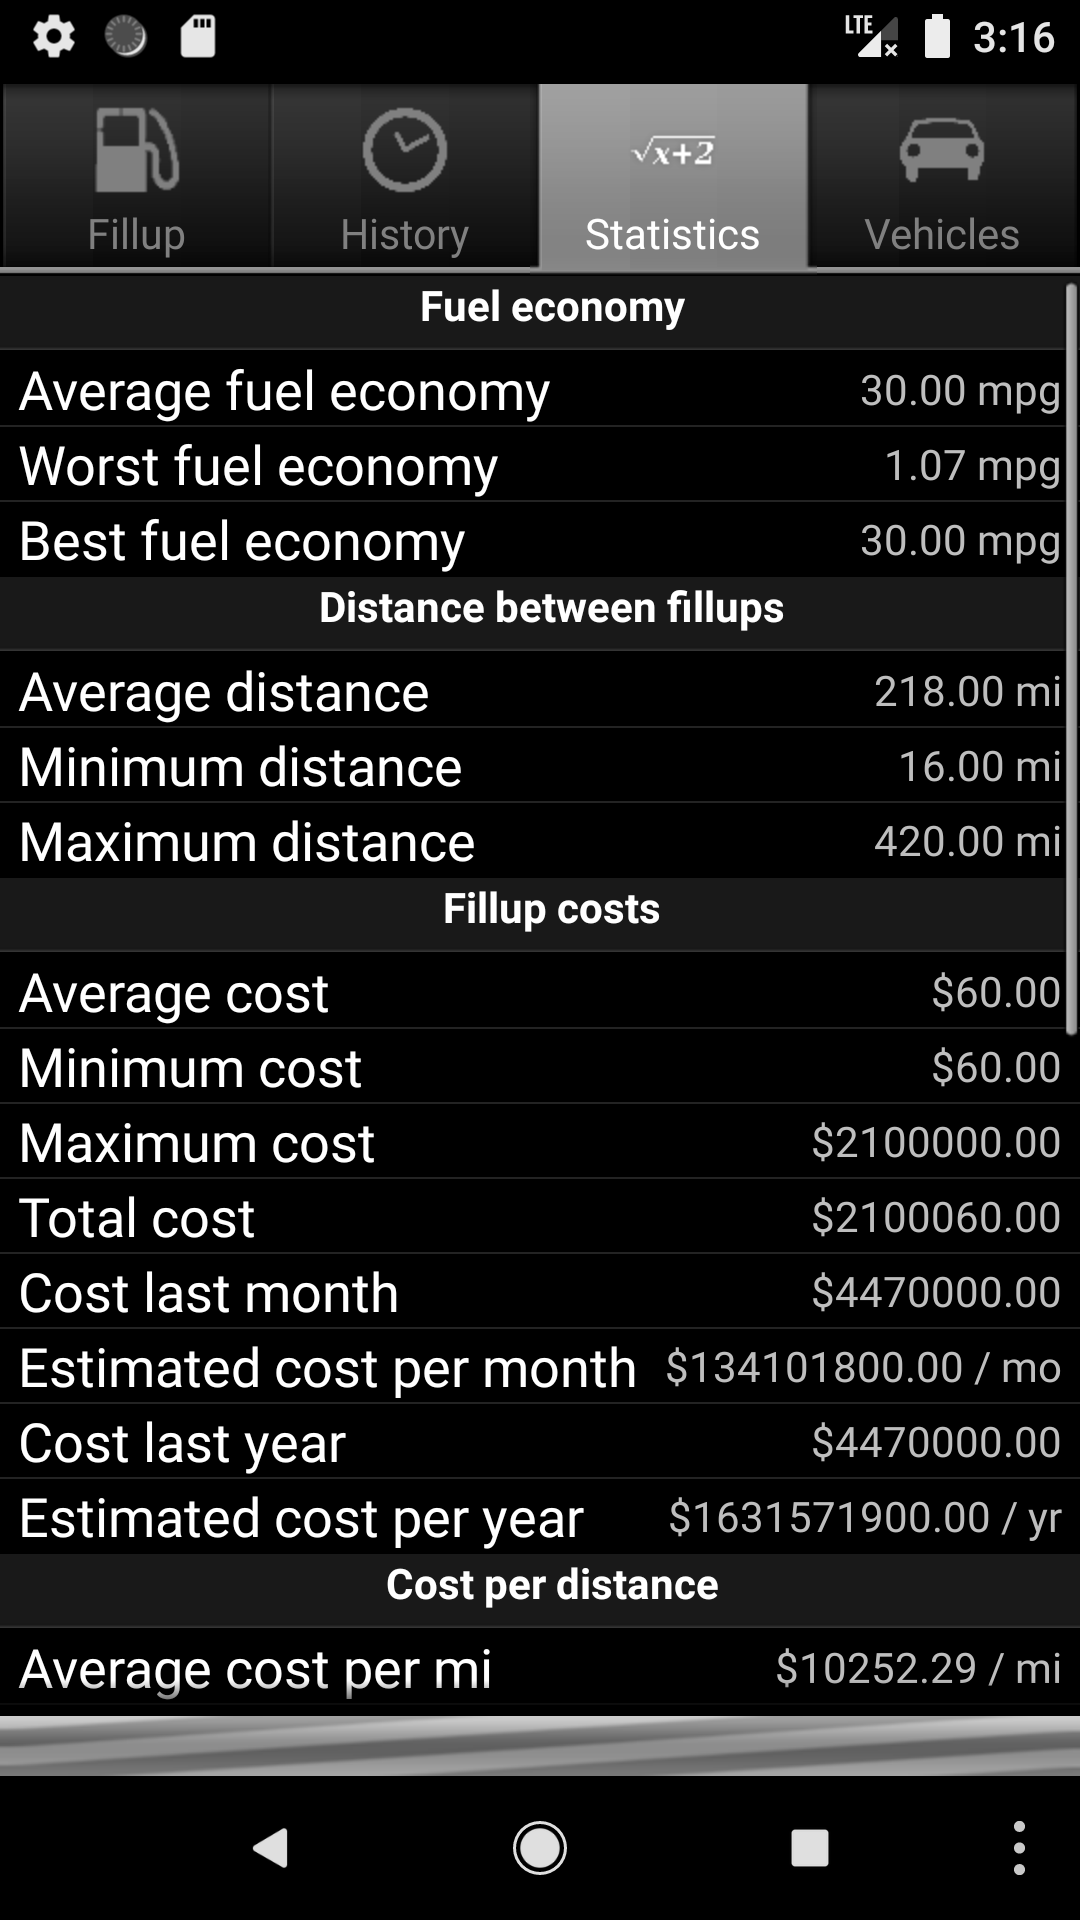 LTE 3:16
√x+2
Fillup History Statistics Vehicles
Fuel economy
Average fuel economy 30.00 mpg
Worst fuel economy 1.07 mpg
Best fuel economy 30.00 mpg
Distance between fillups
Average distance 218.00 mi
Minimum distance 16.00 mi
Maximum distance 420.00 mi
Fillup costs
Average cost $60.00
Minimum cost $60.00
Maximum cost $2100000.00
Total cost $2100060.00
Cost last month $4470000.00
Estimated cost per month $134101800.00 / mo
Cost last year $4470000.00
Estimated cost per year $1631571900.00 / yr
Cost per distance
Average cost per mi $10252.29 / mi